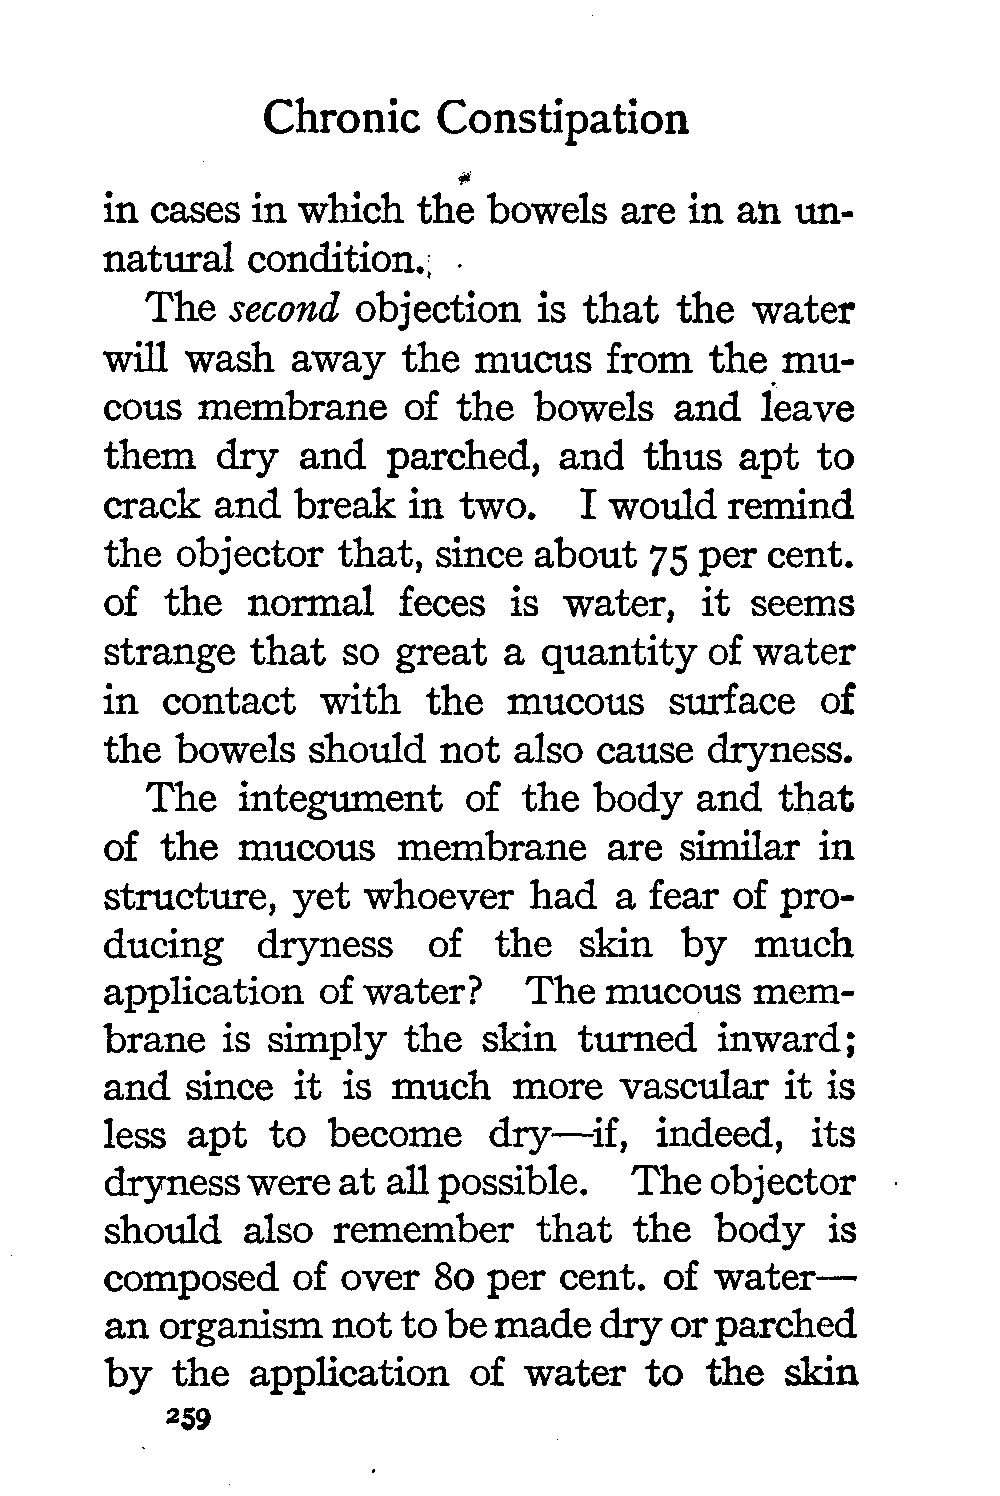 Chronic Constipation
in cases in which the bowels are in an un-
natural condition.
The second objection is that the water
will wash away the mucus from the mu-
cous membrane of the bowels and leave
them dry and parched, and thus apt to
crack and break in two. I would remind
the objector that, since about 75 per cent.
of the normal feces is water, it seems
strange that so great a quantity of water
in contact with the mucous surface of
the bowels should not also cause dryness.
The integument of the body and that
of the mucous membrane are similar in
structure, yet whoever had a fear of pro-
ducing dryness of the skin by much
application of water? The mucous mem-
brane is simply the skin turned inward;
and since it is much more vascular it is
less apt to become dry—if, indeed, its
dryness were at all possible. The objector
should also remember that the body is
composed of over 80 per cent. of water—
an organism not to be made dry or parched
by the application of water to the skin
259